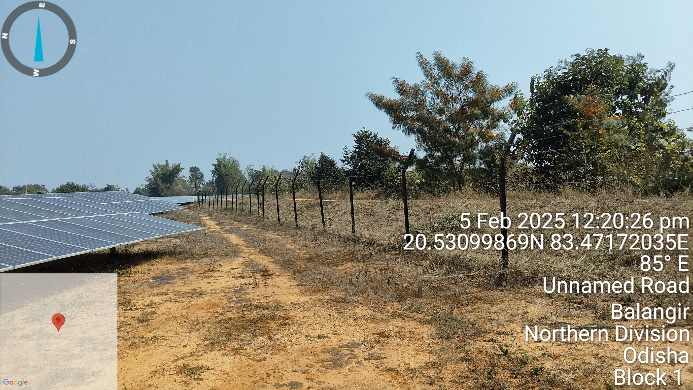 N E S W
5 Feb 2025 12:20:26 pm
20.53099869N 83.47172035E
85° E
Unnamed Road
Balangir
Northern Division
Odisha
Block 1
Google